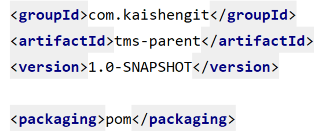 <groupId>com.kaishengit</groupId>
<artifactId>tms-parent</artifactId>
<version>1.0-SNAPSHOT</version>
<packaging>pom</packaging>